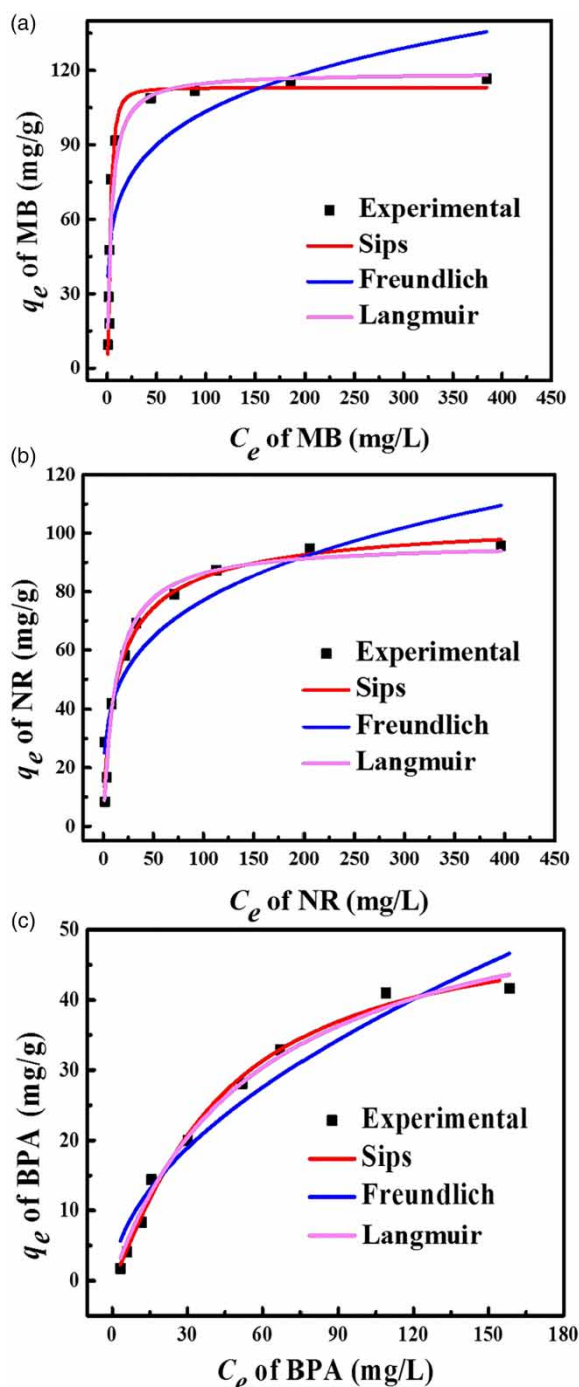 (a)
120
90
60
30
0
qe of MB (mg/g)
Experimental
Sips
Freundlich
Langmuir
0 50 100 150 200 250 300 350 400 450
Ce of MB (mg/L)
(b)
120
100
80
60
40
20
0
qe of NR (mg/g)
Experimental
Sips
Freundlich
Langmuir
0 50 100 150 200 250 300 350 400 450
Ce of NR (mg/L)
(c)
50
40
30
20
10
0
qe of BPA (mg/g)
Experimental
Sips
Freundlich
Langmuir
0 30 60 90 120 150 180
Ce of BPA (mg/L)